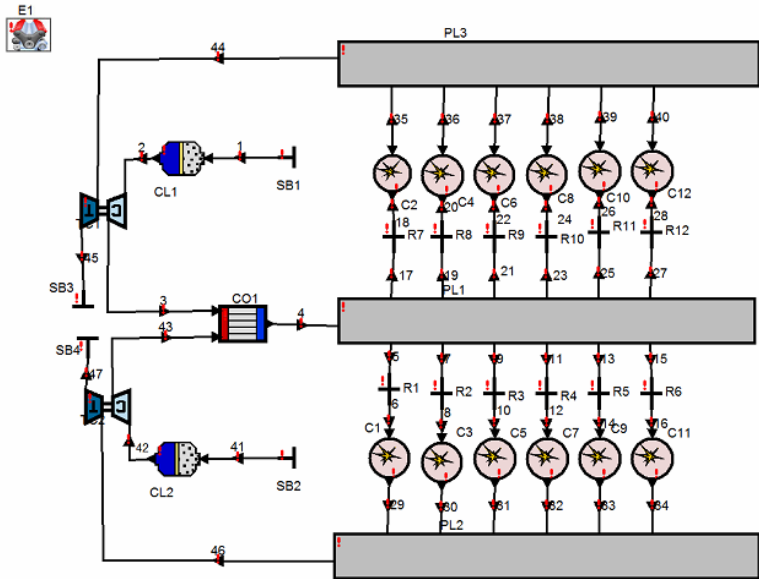 E1
44
PL3
35 36 37 38 39 40
2 1
CL1 SB1
C2 C4 C6 C8 C10 C12
18 20 22 24 26 28
R7 R8 R9 R10 R11 R12
T C
45
17 19 21 23 25 27
SB3
PL1
3 CO1 4
43
SB4
5 7 9 11 13 15
47
R1 R2 R3 R4 R5 R6
T C
6 8 10 12 14 16
C1 C3 C5 C7 C9 C11
42 41
CL2 SB2
29 30 31 32 33 34
PL2
46